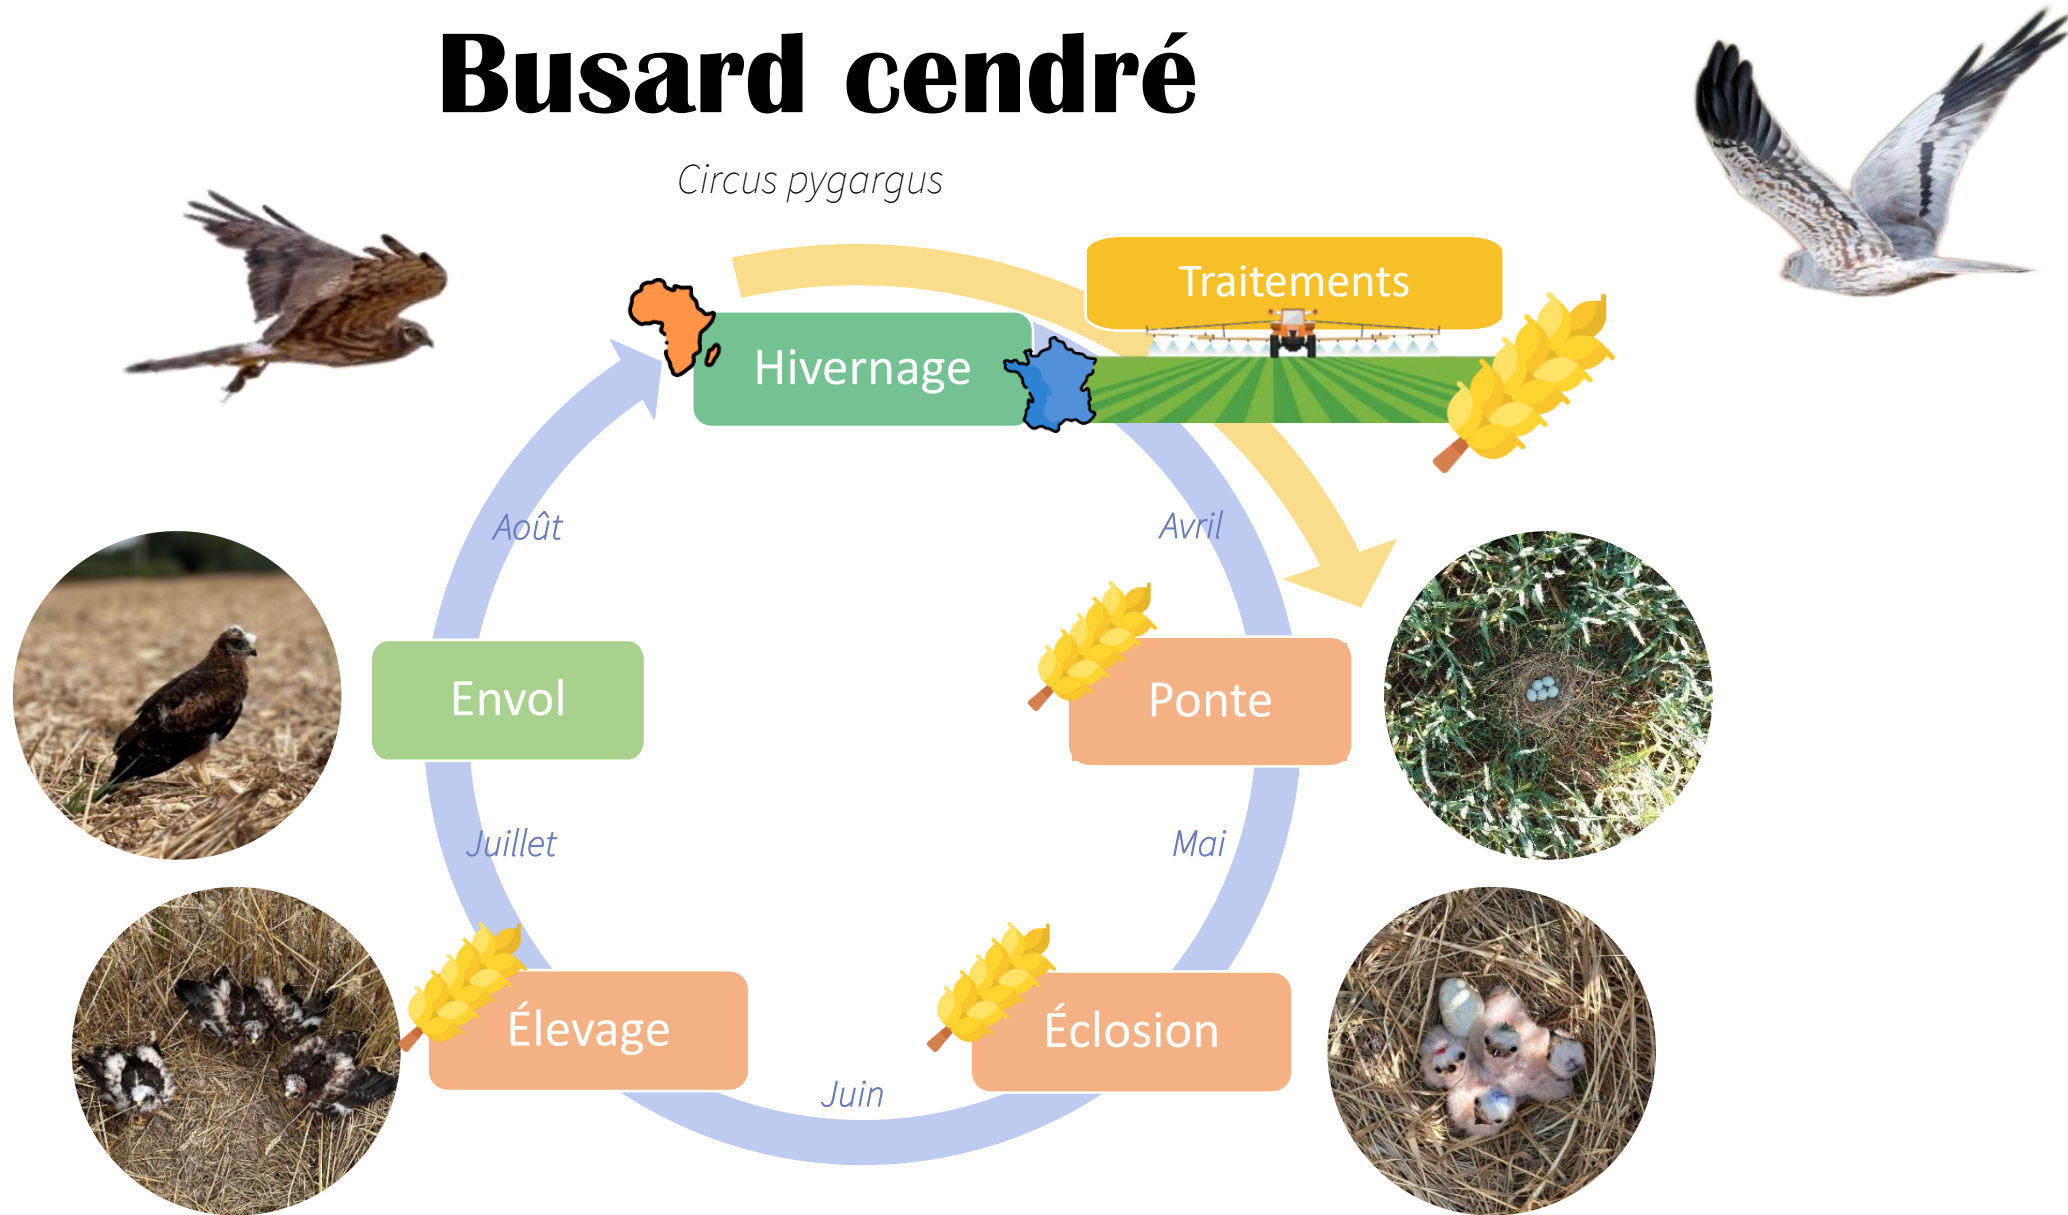 Busard cendré
Circus pygargus
Traitements
Hivernage
Août
Avril
Envol
Ponte
Juillet
Mai
Élevage
Éclosion
Juin